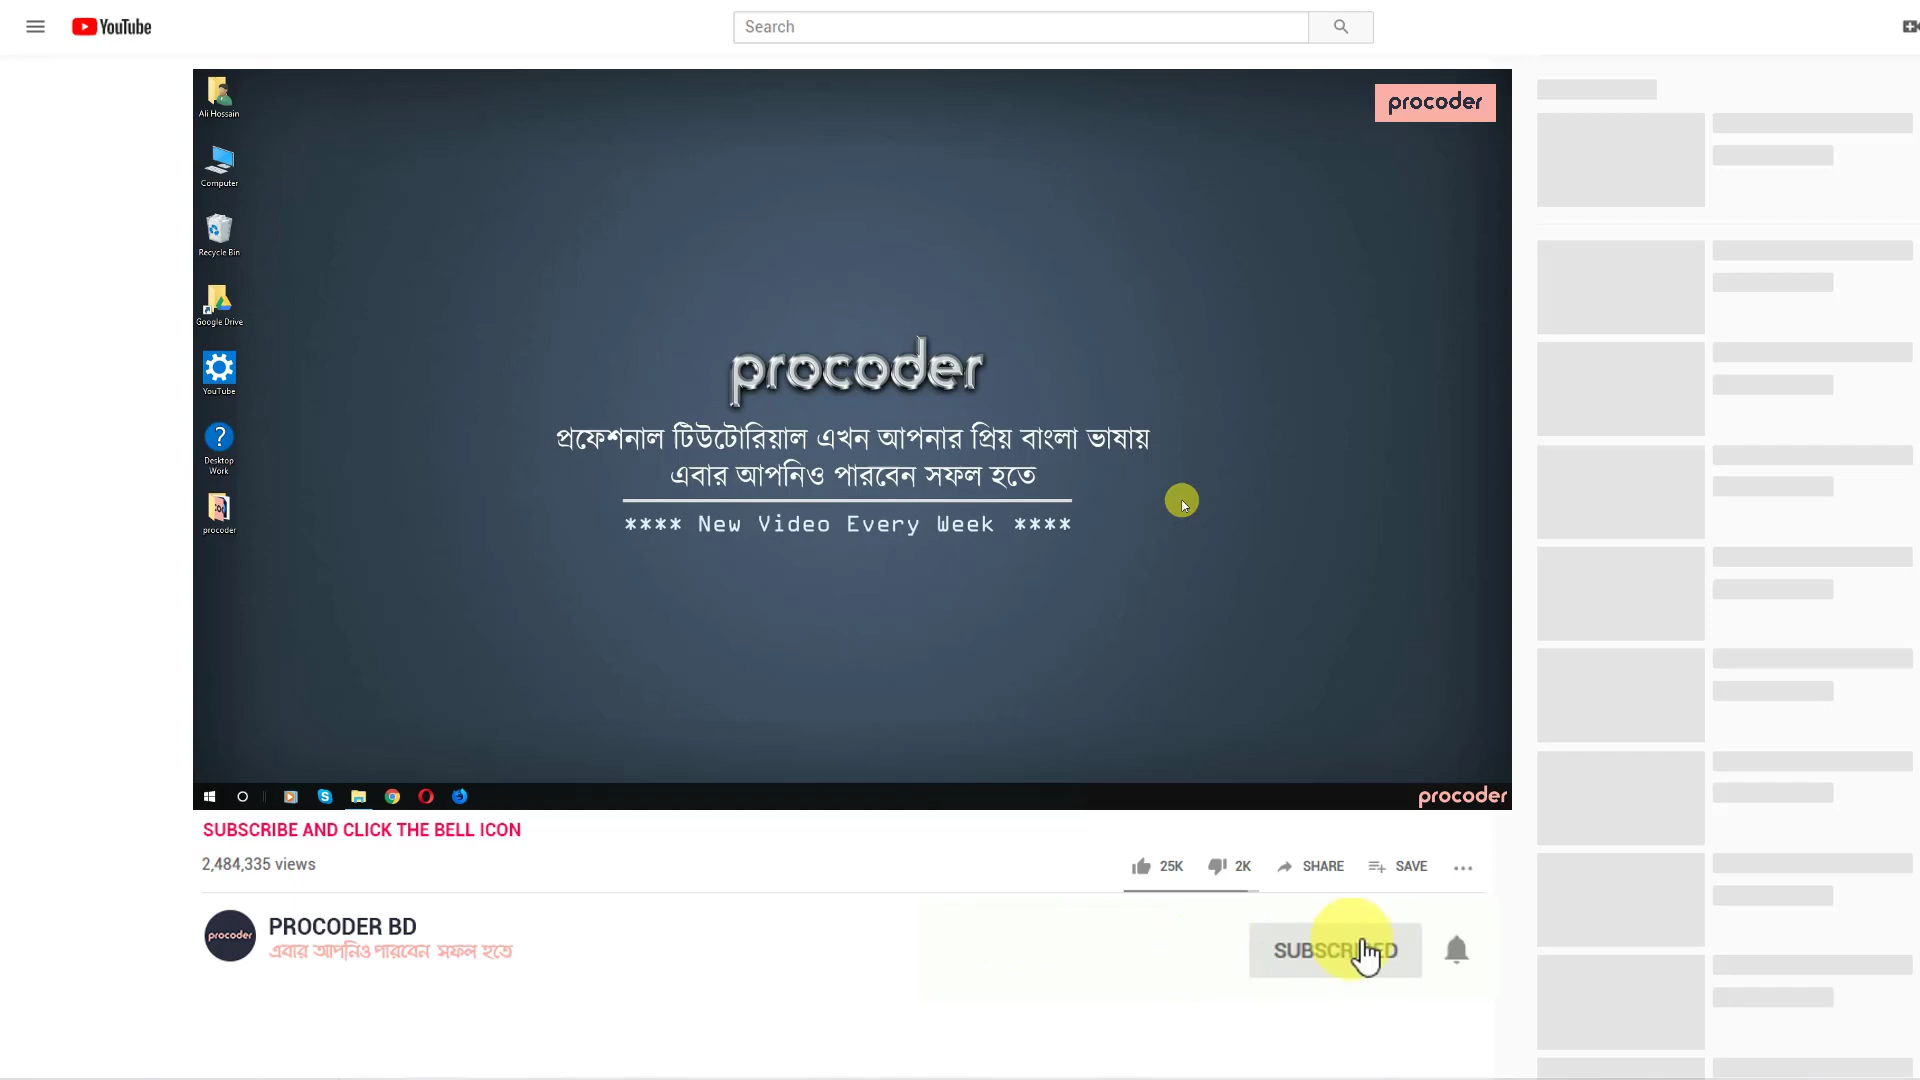 YouTube
Search
procoder
Ali Hossain
Computer
Recycle Bin
Google Drive
YouTube
Desktop
Work
procoder
procoder
প্রফেশনাল টিউটোরিয়াল এখন আপনার প্রিয় বাংলা ভাষায়
এবার আপনিও পারবেন সফল হতে
**** New Video Every Week ****
procoder
SUBSCRIBE AND CLICK THE BELL ICON
2,484,335 views
25K 2K SHARE SAVE
procoder
PROCODER BD
এবার আপনিও পারবেন সফল হতে
SUBSCRIBED